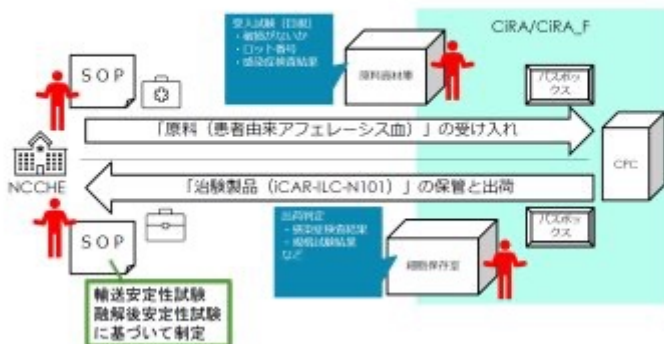 受入試験（目視）
・破損がないか
・ロット番号
・感染症検査結果
CiRA/CiRA_F
SOP
原料資材庫
パスボックス
「原料（患者由来アフェレーシス血）」の受け入れ
NCCHE
CPC
「治験製品（iCAR-ILC-N101）」の保管と出荷
SOP
出荷判定
・感染症検査結果
・規格試験結果
など
パスボックス
細胞保存室
輸送安定性試験
融解後安定性試験
に基づいて制定